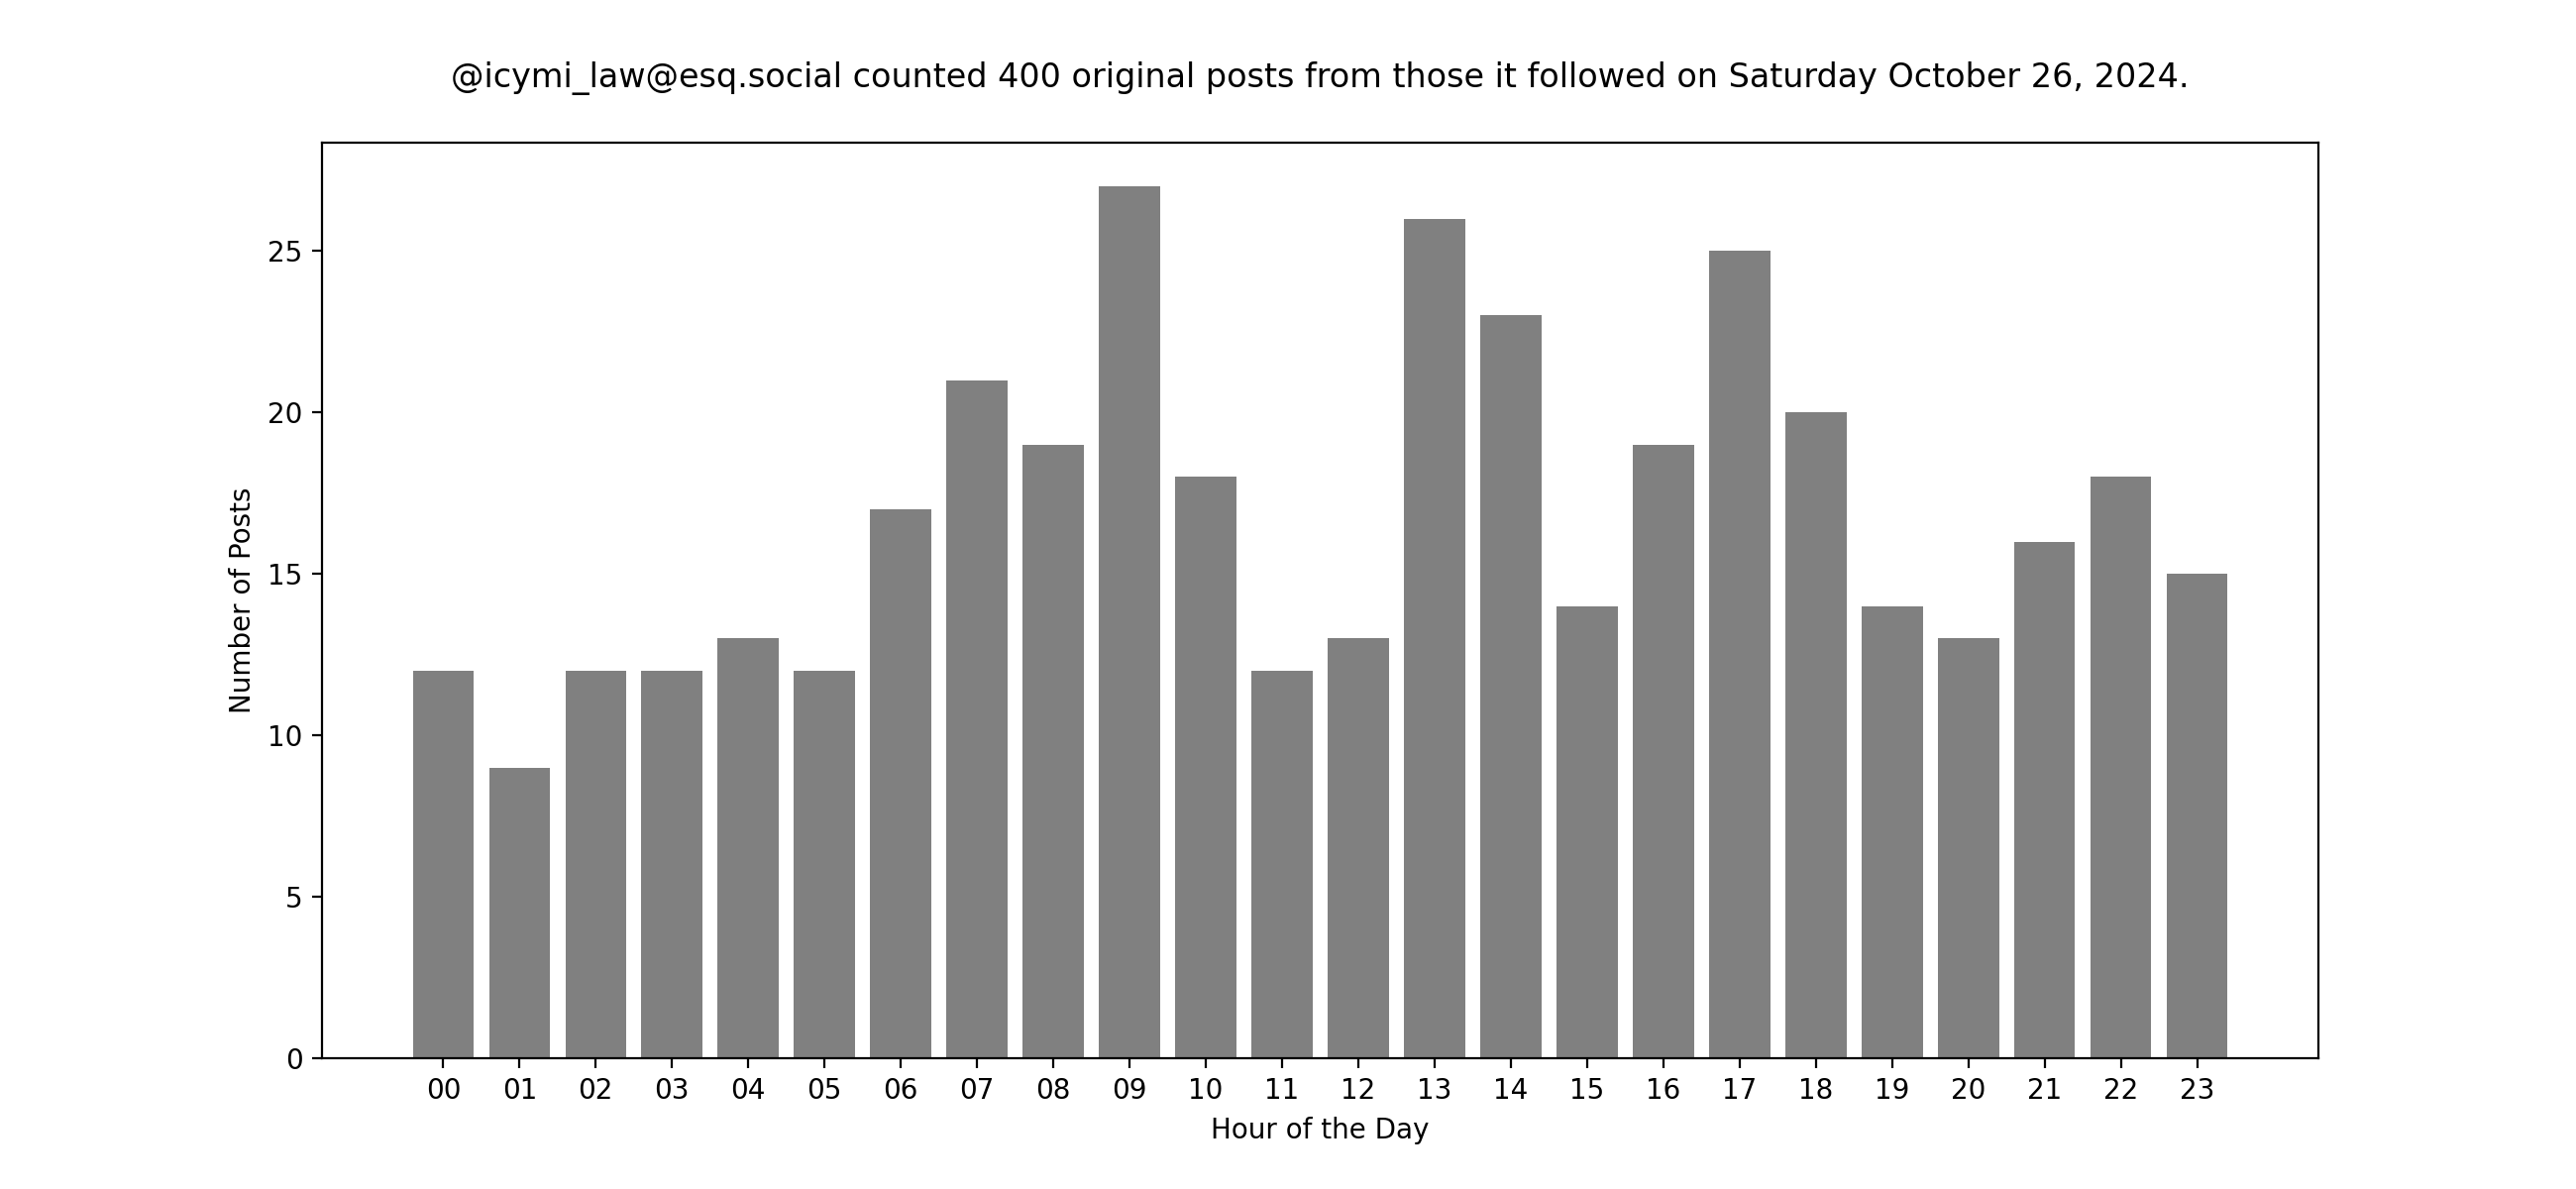 @icymi_law@esq.social counted 400 original posts from those it followed on Saturday October 26, 2024.
25
20
15
10
5
0
Number of Posts
00 01 02 03 04 05 06 07 08 09 10 11 12 13 14 15 16 17 18 19 20 21 22 23
Hour of the Day